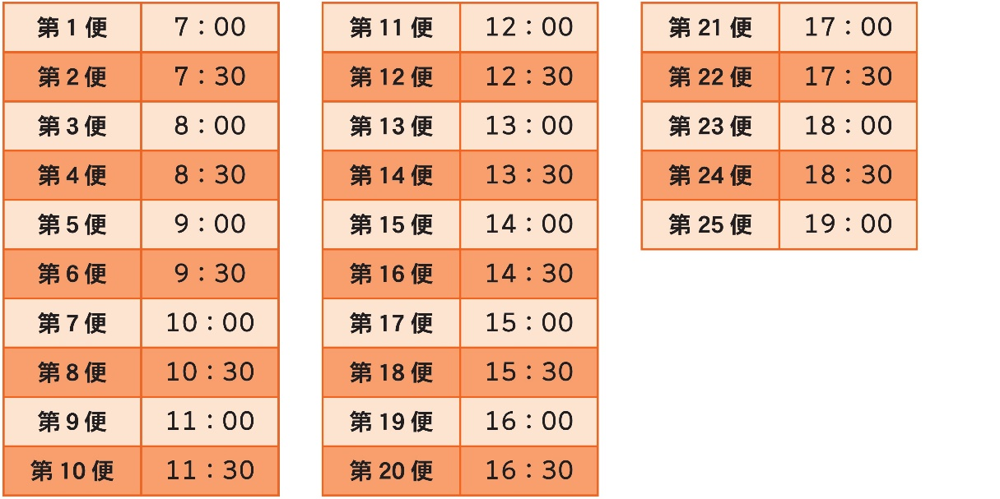 第1便 7：00
第2便 7：30
第3便 8：00
第4便 8：30
第5便 9：00
第6便 9：30
第7便 10：00
第8便 10：30
第9便 11：00
第10便 11：30
第11便 12：00
第12便 12：30
第13便 13：00
第14便 13：30
第15便 14：00
第16便 14：30
第17便 15：00
第18便 15：30
第19便 16：00
第20便 16：30
第21便 17：00
第22便 17：30
第23便 18：00
第24便 18：30
第25便 19：00